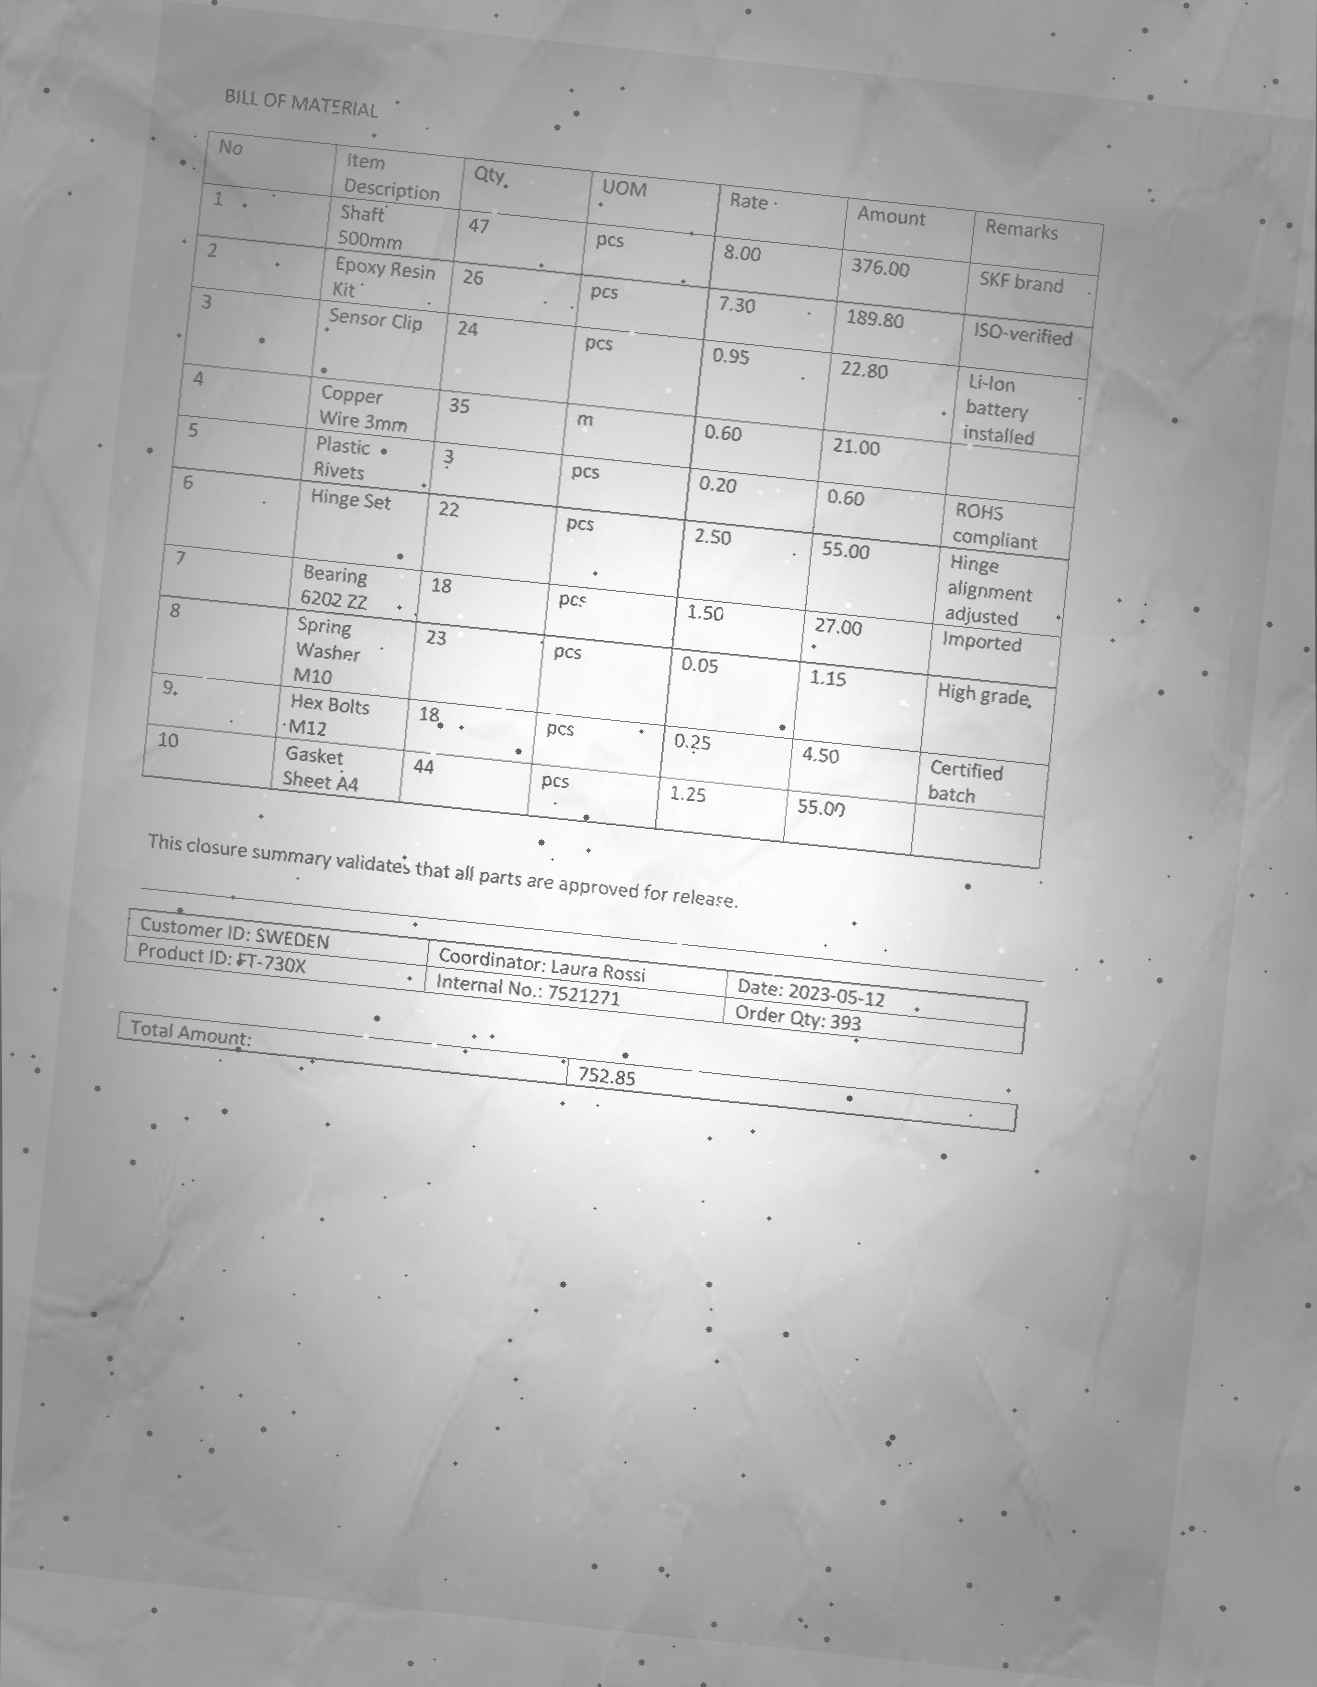 BILL OF MATERIAL
No Item Description Qty. UOM Rate Amount Remarks
1 Shaft 500mm 47 pcs 8.00 376.00 SKF brand
2 Epoxy Resin Kit 26 pcs 7.30 189.80 ISO-verified
3 Sensor Clip 24 pcs 0.95 22.80 Li-Ion battery installed
4 Copper Wire 3mm 35 m 0.60 21.00
5 Plastic Rivets 3 pcs 0.20 0.60 ROHS compliant
6 Hinge Set 22 pcs 2.50 55.00 Hinge alignment adjusted
7 Bearing 6202 ZZ 18 pcs 1.50 27.00 Imported
8 Spring Washer M10 23 pcs 0.05 1.15 High grade
9 Hex Bolts M12 18 pcs 0.25 4.50 Certified batch
10 Gasket Sheet A4 44 pcs 1.25 55.00
This closure summary validates that all parts are approved for release.
Customer ID: SWEDEN Coordinator: Laura Rossi Date: 2023-05-12
Product ID: FT-730X Internal No.: 7521271 Order Qty: 393
Total Amount: 752.85